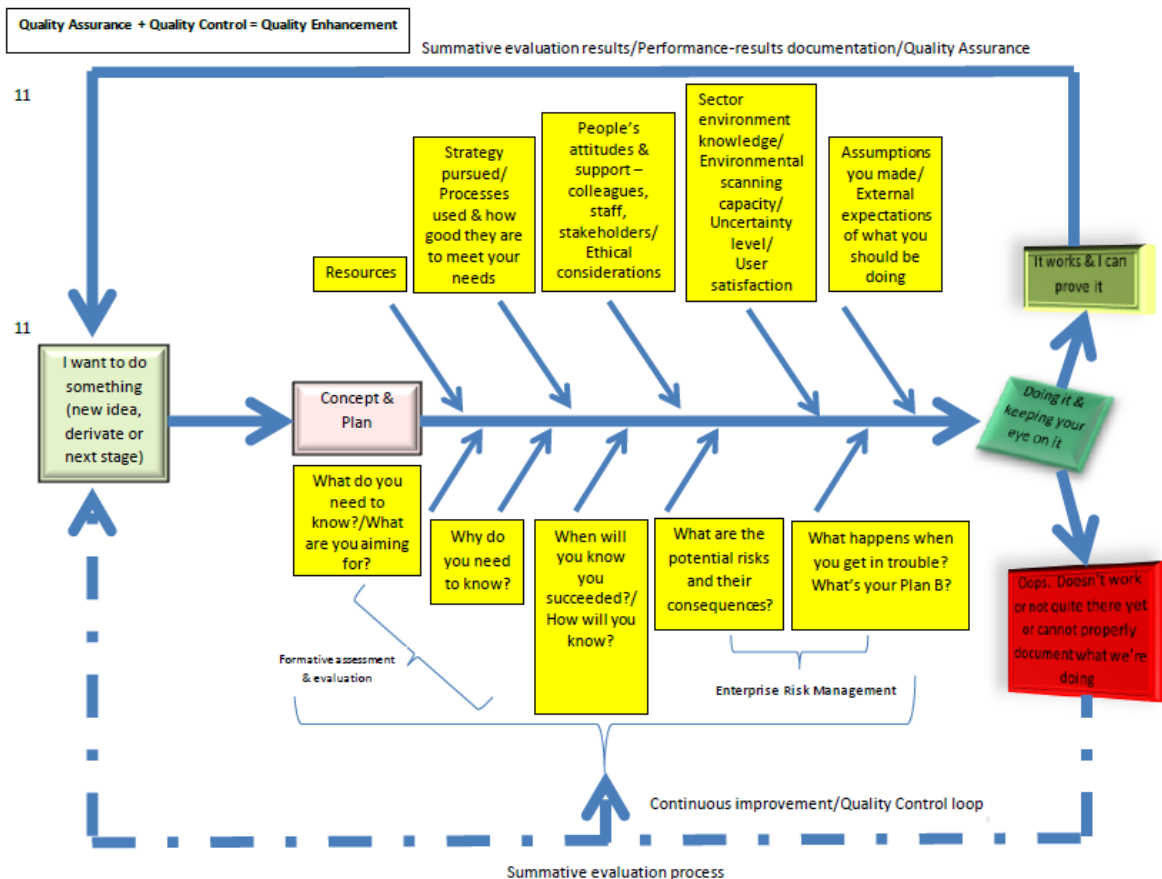 Quality Assurance + Quality Control = Quality Enhancement
Summative evaluation results/Performance-results documentation/Quality Assurance
11
Resources
Strategy
pursued/
Processes
used & how
good they are
to meet your
needs
People's
attitudes &
support –
colleagues,
staff,
stakeholders/
Ethical
considerations
Sector
environment
knowledge/
Environmental
scanning
capacity/
Uncertainty
level/
User
satisfaction
Assumptions
you made/
External
expectations
of what you
should be
doing
It works & I can
prove it
11
I want to do
something
(new idea,
derivate or
next stage)
Concept &
Plan
Doing it &
keeping your
eye on it
What do you
need to
know?/What
are you aiming
for?
Why do
you need
to know?
When will
you know
you
succeeded?/
How will you
know?
What are the
potential risks
and their
consequences?
What happens when
you get in trouble?
What's your Plan B?
Oops. Doesn't work
or not quite there yet
or cannot properly
document what we're
doing
Formative assessment
& evaluation
Enterprise Risk Management
Continuous improvement/Quality Control loop
Summative evaluation process